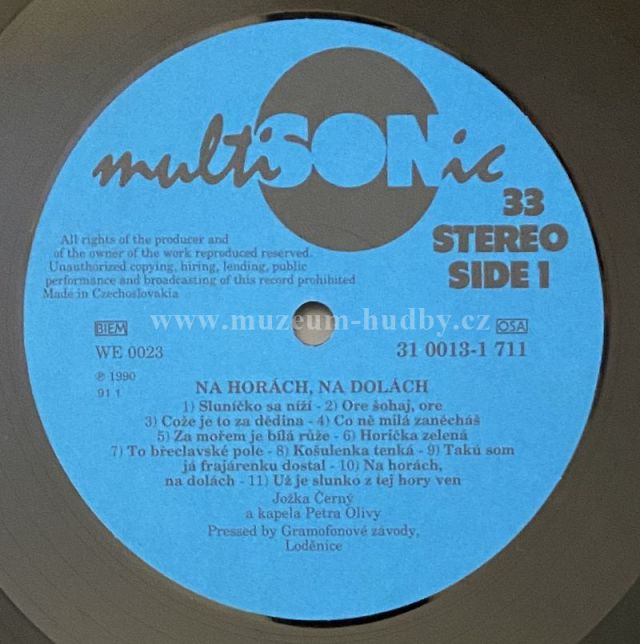 multiSONic
33
STEREO
SIDE 1
All rights of the producer and
of the owner of the work reproduced reserved.
Unauthorized copying, hiring, lending, public
performance and broadcasting of this record prohibited
Made in Czechoslovakia
www.muzeum-hudby.cz
BIEM
OSA
WE 0023
31 0013-1 711
℗ 1990
91 1
NA HORÁCH, NA DOLÁCH
1) Sluníčko sa níží - 2) Ore šohaj, ore
3) Cože je to za dědina - 4) Co ně milá zanécháš
5) Za mořem je bílá růže - 6) Horička zelená
7) To břeclavské pole - 8) Košulenka tenká - 9) Takú som
já frajárenku dostal - 10) Na horách,
na dolách - 11) Už je slunko z tej hory ven
Jožka Černý
a kapela Petra Olivy
Pressed by Gramofonové závody,
Loděnice